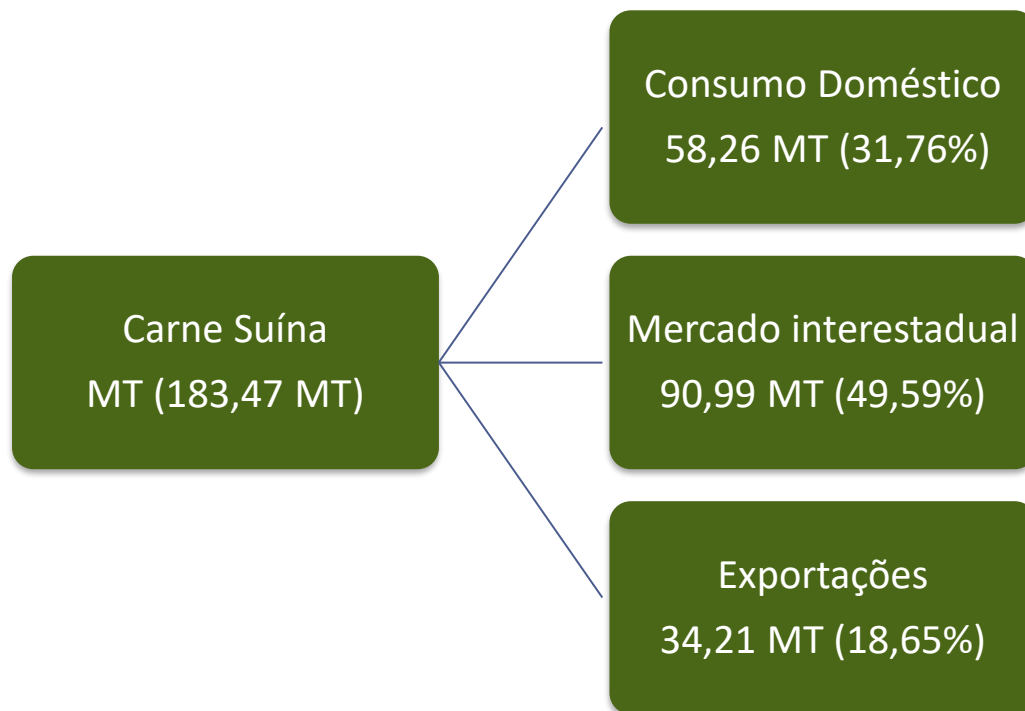 Consumo Doméstico
58,26 MT (31,76%)
Carne Suína
MT (183,47 MT)
Mercado interestadual
90,99 MT (49,59%)
Exportações
34,21 MT (18,65%)